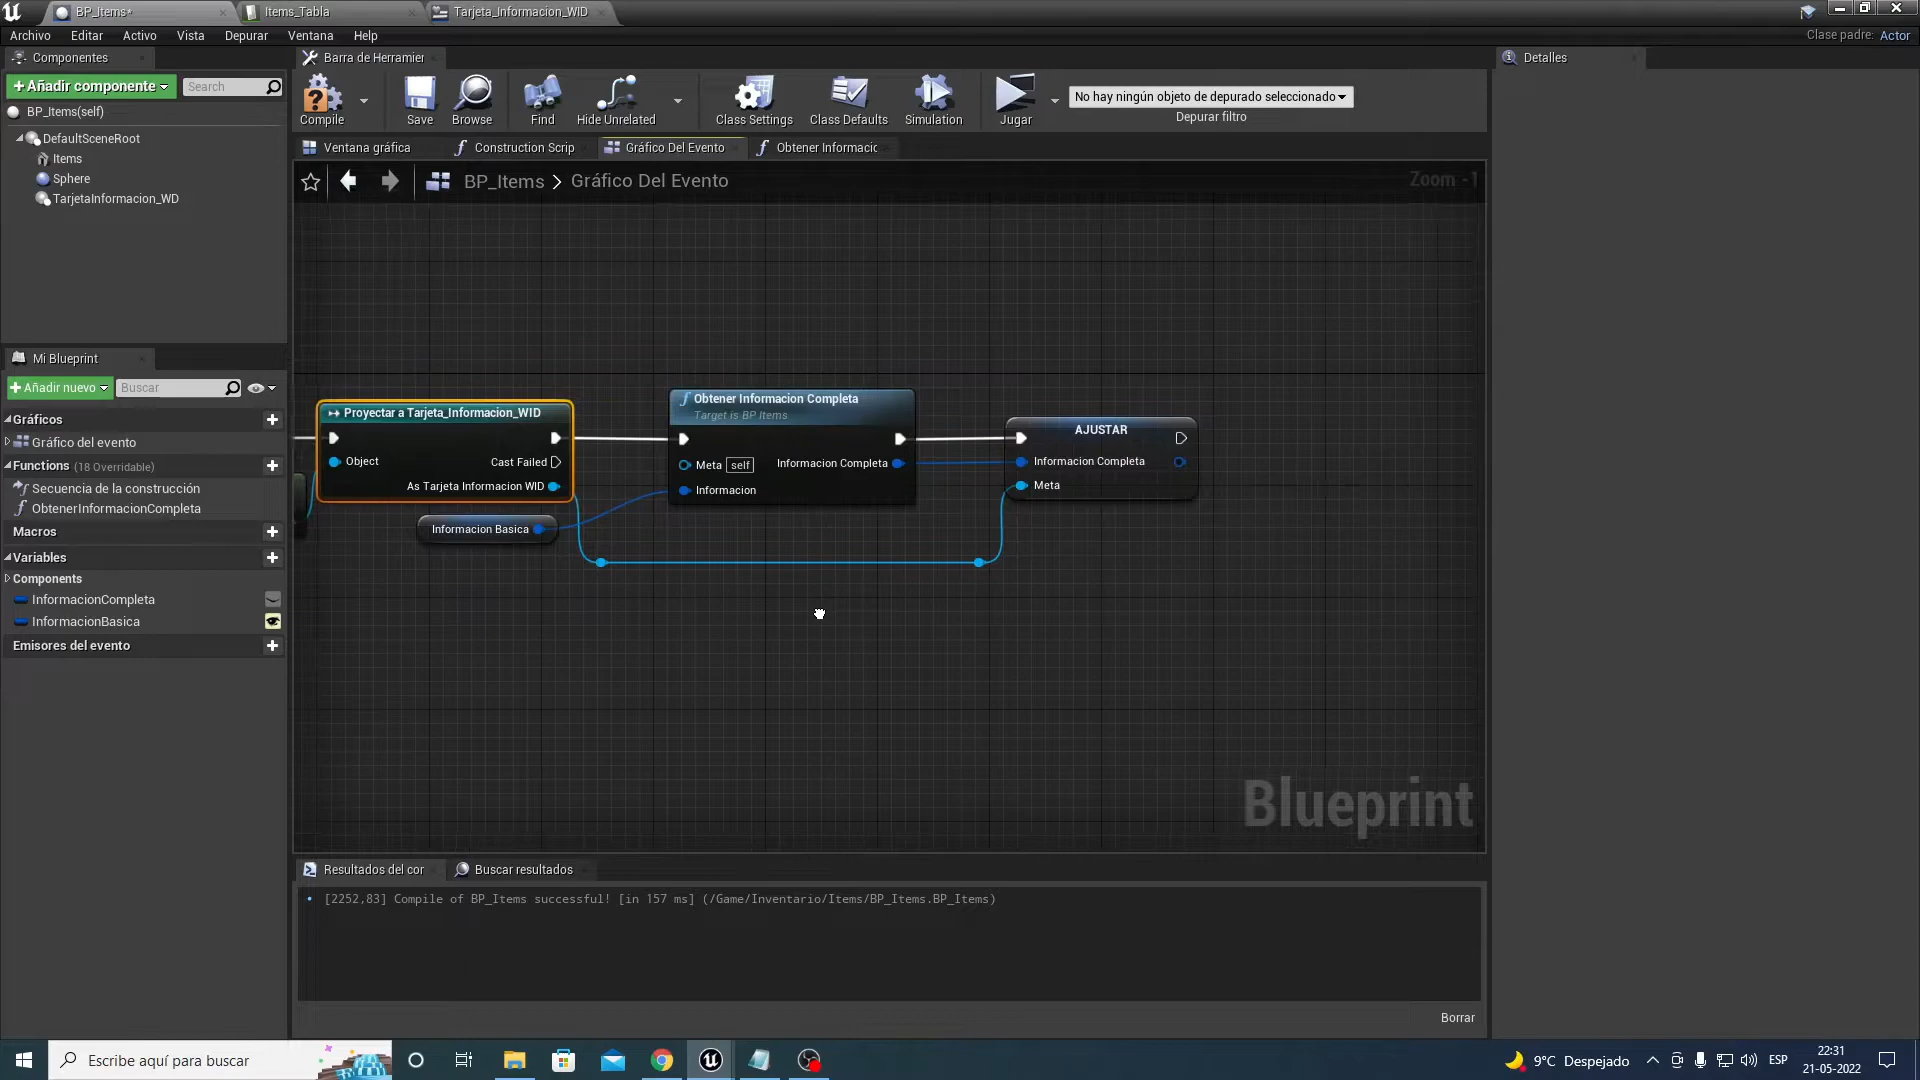 BP_Items*
Items_Tabla
Tarjeta_Informacion_WID
Archivo
Editar
Activo
Vista
Depurar
Ventana
Help
Clase padre: Actor
Componentes
Barra de Herramier
Detalles
+Añadir componente
Search
BP_Items(self)
DefaultSceneRoot
Items
Sphere
TarjetaInformacion_WD
Compile
Save
Browse
Find
Hide Unrelated
Class Settings
Class Defaults
Simulation
Jugar
No hay ningún objeto de depurado seleccionado
Depurar filtro
Ventana gráfica
Construction Scrip
Gráfico Del Evento
Obtener Informacic
BP_Items > Gráfico Del Evento
Zoom -1
Mi Blueprint
+Añadir nuevo
Buscar
Gráficos
Gráfico del evento
Functions (18 Overridable)
Secuencia de la construcción
ObtenerInformacionCompleta
Macros
Variables
Components
InformacionCompleta
InformacionBasica
Emisores del evento
Proyectar a Tarjeta_Informacion_WID
Object
Cast Failed
As Tarjeta Informacion WID
Informacion Basica
Obtener Informacion Completa
Target is BP Items
Meta self
Informacion Completa
Informacion
AJUSTAR
Informacion Completa
Meta
Blueprint
Resultados del cor
Buscar resultados
[2252,83] Compile of BP_Items successful! [in 157 ms] (/Game/Inventario/Items/BP_Items.BP_Items)
Borrar
Escribe aquí para buscar
9°C Despejado
ESP
22:31
21-05-2022